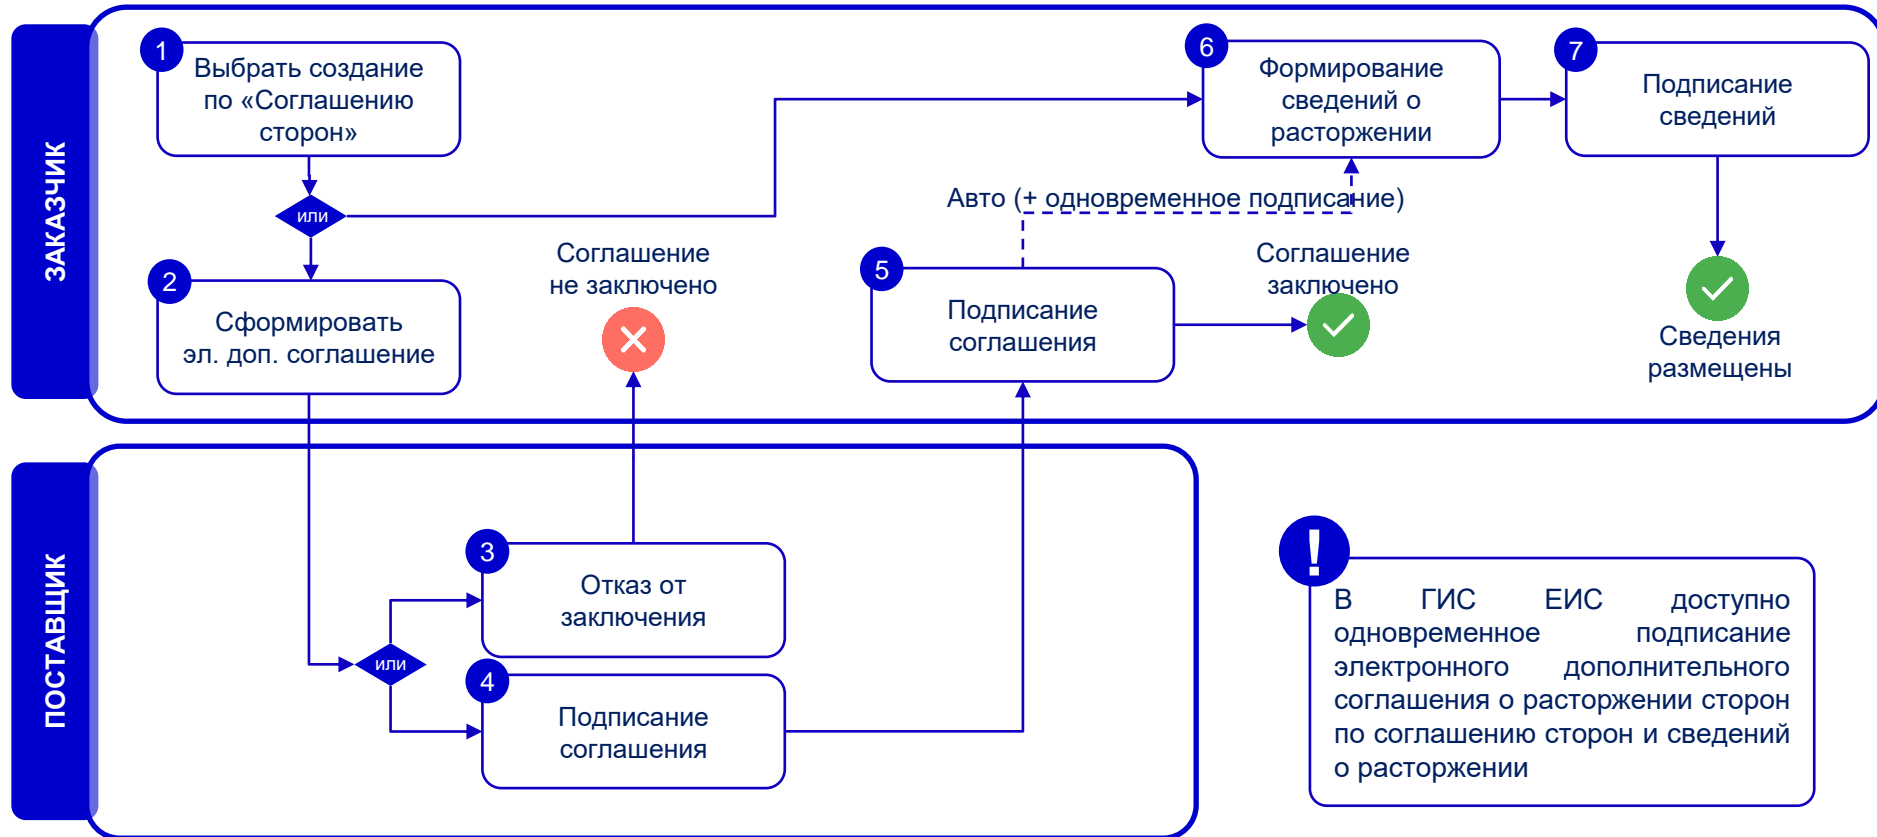 ЗАКАЗЧИК
1
Выбрать создание
по «Соглашению
сторон»
или
2
Сформировать
эл. доп. соглашение
Соглашение
не заключено
5
Подписание
соглашения
Авто (+ одновременное подписание)
Соглашение
заключено
6
Формирование
сведений о
расторжении
7
Подписание
сведений
Сведения
размещены
ПОСТАВЩИК
или
3
Отказ от
заключения
4
Подписание
соглашения
!
В ГИС ЕИС доступно
одновременное подписание
электронного дополнительного
соглашения о расторжении сторон
по соглашению сторон и сведений
о расторжении